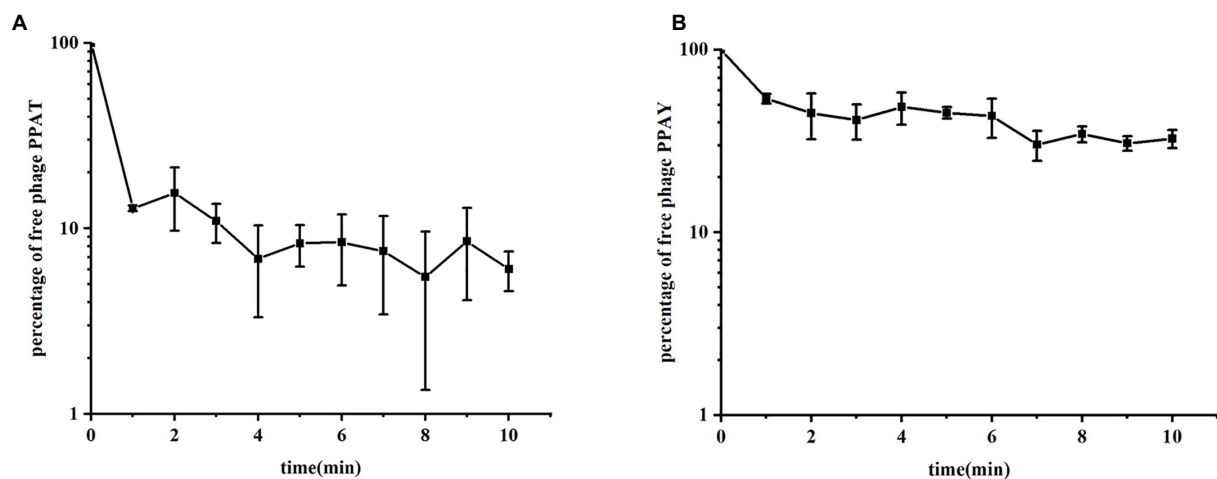 A
percentage of free phage PPAT
100
10
1
0 2 4 6 8 10
time(min)
B
percentage of free phage PPAY
100
10
1
0 2 4 6 8 10
time(min)